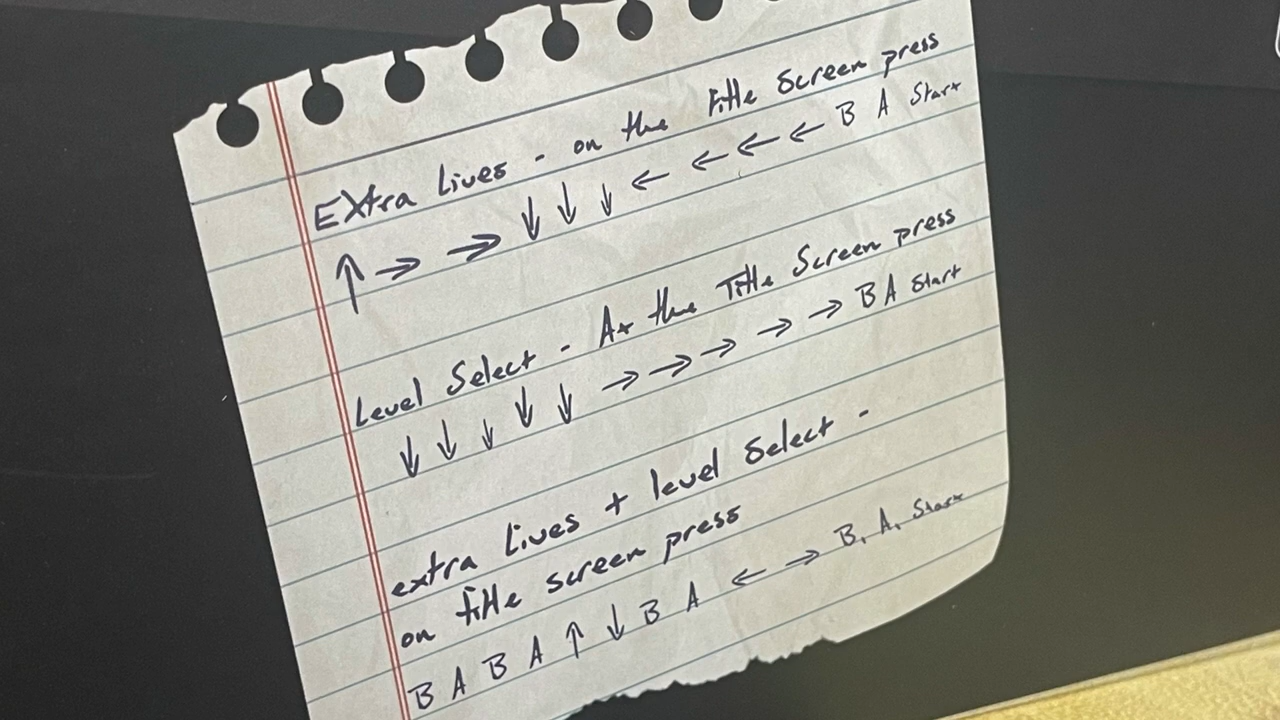 Extra Lives - on the title screen press
↑ → → ↓ ↓ ↓ ← ← ← ← B A Start
Level Select - At the Title Screen press
↓ ↓ ↓ ↓ ↓ → → → → → B A Start
extra lives + level select -
on title screen press
B A B A ↑ ↓ B A ← → B, A, Start